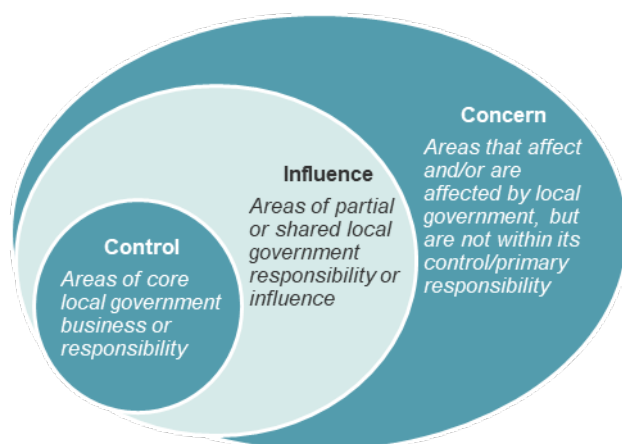 Control
Areas of core
local government
business or
responsibility
Influence
Areas of partial
or shared local
government
responsibility or
influence
Concern
Areas that affect
and/or are
affected by local
government, but
are not within its
control/primary
responsibility